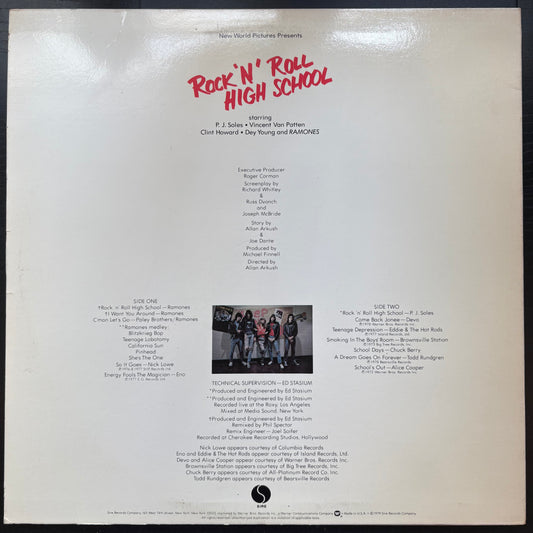 New World Pictures Presents
ROCK 'N' ROLL
HIGH SCHOOL
starring
P. J. Soles • Vincent Van Patten
Clint Howard • Dey Young and RAMONES
Executive Producer
Roger Corman
Screenplay by
Richard Whitley
&
Russ Dvonch
and
Joseph McBride
Story by
Allan Arkush
&
Joe Dante
Produced by
Michael Finnell
Directed by
Allan Arkush
SIDE ONE
†Rock 'n' Roll High School—Ramones
†I Want You Around—Ramones
C'mon Let's Go—Paley Brothers, Ramones
**Ramones medley:
Blitzkrieg Bop
Teenage Lobotomy
California Sun
Pinhead
She's The One
So It Goes—Nick Lowe
Energy Fools The Magician—Eno
SIDE TWO
*Rock 'n' Roll High School—P. J. Soles
Come Back Jonee—Devo
Teenage Depression—Eddie & The Hot Rods
Smoking In The Boys' Room—Brownsville Station
School Days—Chuck Berry
A Dream Goes On Forever—Todd Rundgren
School's Out—Alice Cooper
TECHNICAL SUPERVISION—ED STASIUM
*Produced and Engineered by Ed Stasium
**Produced and Engineered by Ed Stasium
Recorded live at the Roxy, Los Angeles
Mixed at Media Sound, New York
†Produced and Engineered by Ed Stasium
Remixed by Phil Spector
Remix Engineer—Joel Soifer
Recorded at Cherokee Recording Studios, Hollywood
Nick Lowe appears courtesy of Columbia Records
Eno and Eddie & The Hot Rods appear courtesy of Island Records, Ltd.
Devo and Alice Cooper appear courtesy of Warner Bros. Records Inc.
Brownsville Station appears courtesy of Big Tree Records, Inc.
Chuck Berry appears courtesy of All-Platinum Record Co. Inc.
Todd Rundgren appears courtesy of Bearsville Records
S
SIRE